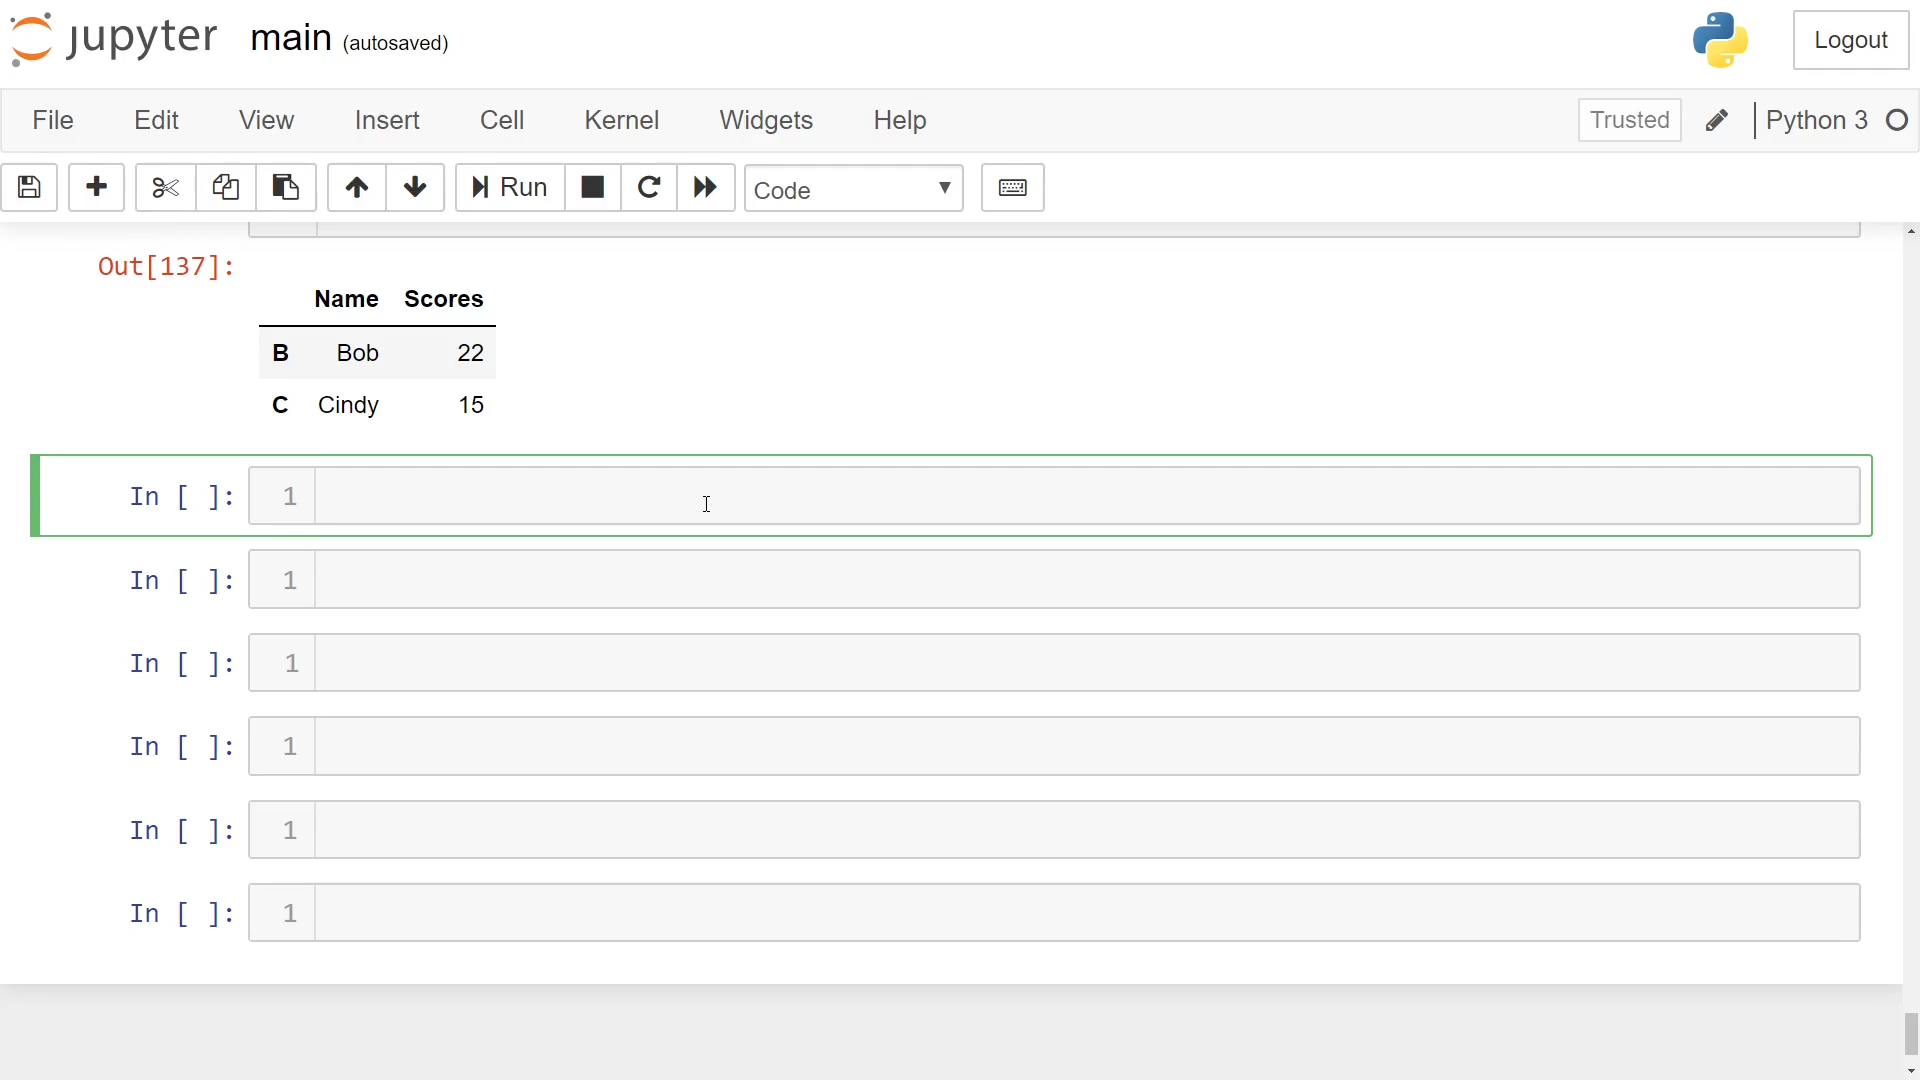 jupyter main (autosaved) Logout
File Edit View Insert Cell Kernel Widgets Help Trusted Python 3
Run Code
Out[137]:
Name Scores
B Bob 22
C Cindy 15
In [ ]: 1
In [ ]: 1
In [ ]: 1
In [ ]: 1
In [ ]: 1
In [ ]: 1